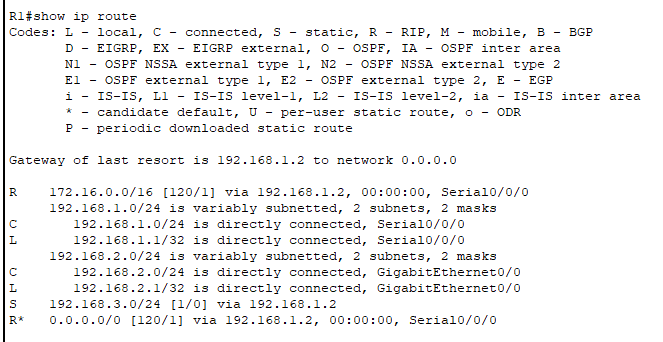 R1#show ip route
Codes: L - local, C - connected, S - static, R - RIP, M - mobile, B - BGP
D - EIGRP, EX - EIGRP external, O - OSPF, IA - OSPF inter area
N1 - OSPF NSSA external type 1, N2 - OSPF NSSA external type 2
E1 - OSPF external type 1, E2 - OSPF external type 2, E - EGP
i - IS-IS, L1 - IS-IS level-1, L2 - IS-IS level-2, ia - IS-IS inter area
* - candidate default, U - per-user static route, o - ODR
P - periodic downloaded static route
Gateway of last resort is 192.168.1.2 to network 0.0.0.0
R 172.16.0.0/16 [120/1] via 192.168.1.2, 00:00:00, Serial0/0/0
192.168.1.0/24 is variably subnetted, 2 subnets, 2 masks
C 192.168.1.0/24 is directly connected, Serial0/0/0
L 192.168.1.1/32 is directly connected, Serial0/0/0
192.168.2.0/24 is variably subnetted, 2 subnets, 2 masks
C 192.168.2.0/24 is directly connected, GigabitEthernet0/0
L 192.168.2.1/32 is directly connected, GigabitEthernet0/0
S 192.168.3.0/24 [1/0] via 192.168.1.2
R* 0.0.0.0/0 [120/1] via 192.168.1.2, 00:00:00, Serial0/0/0